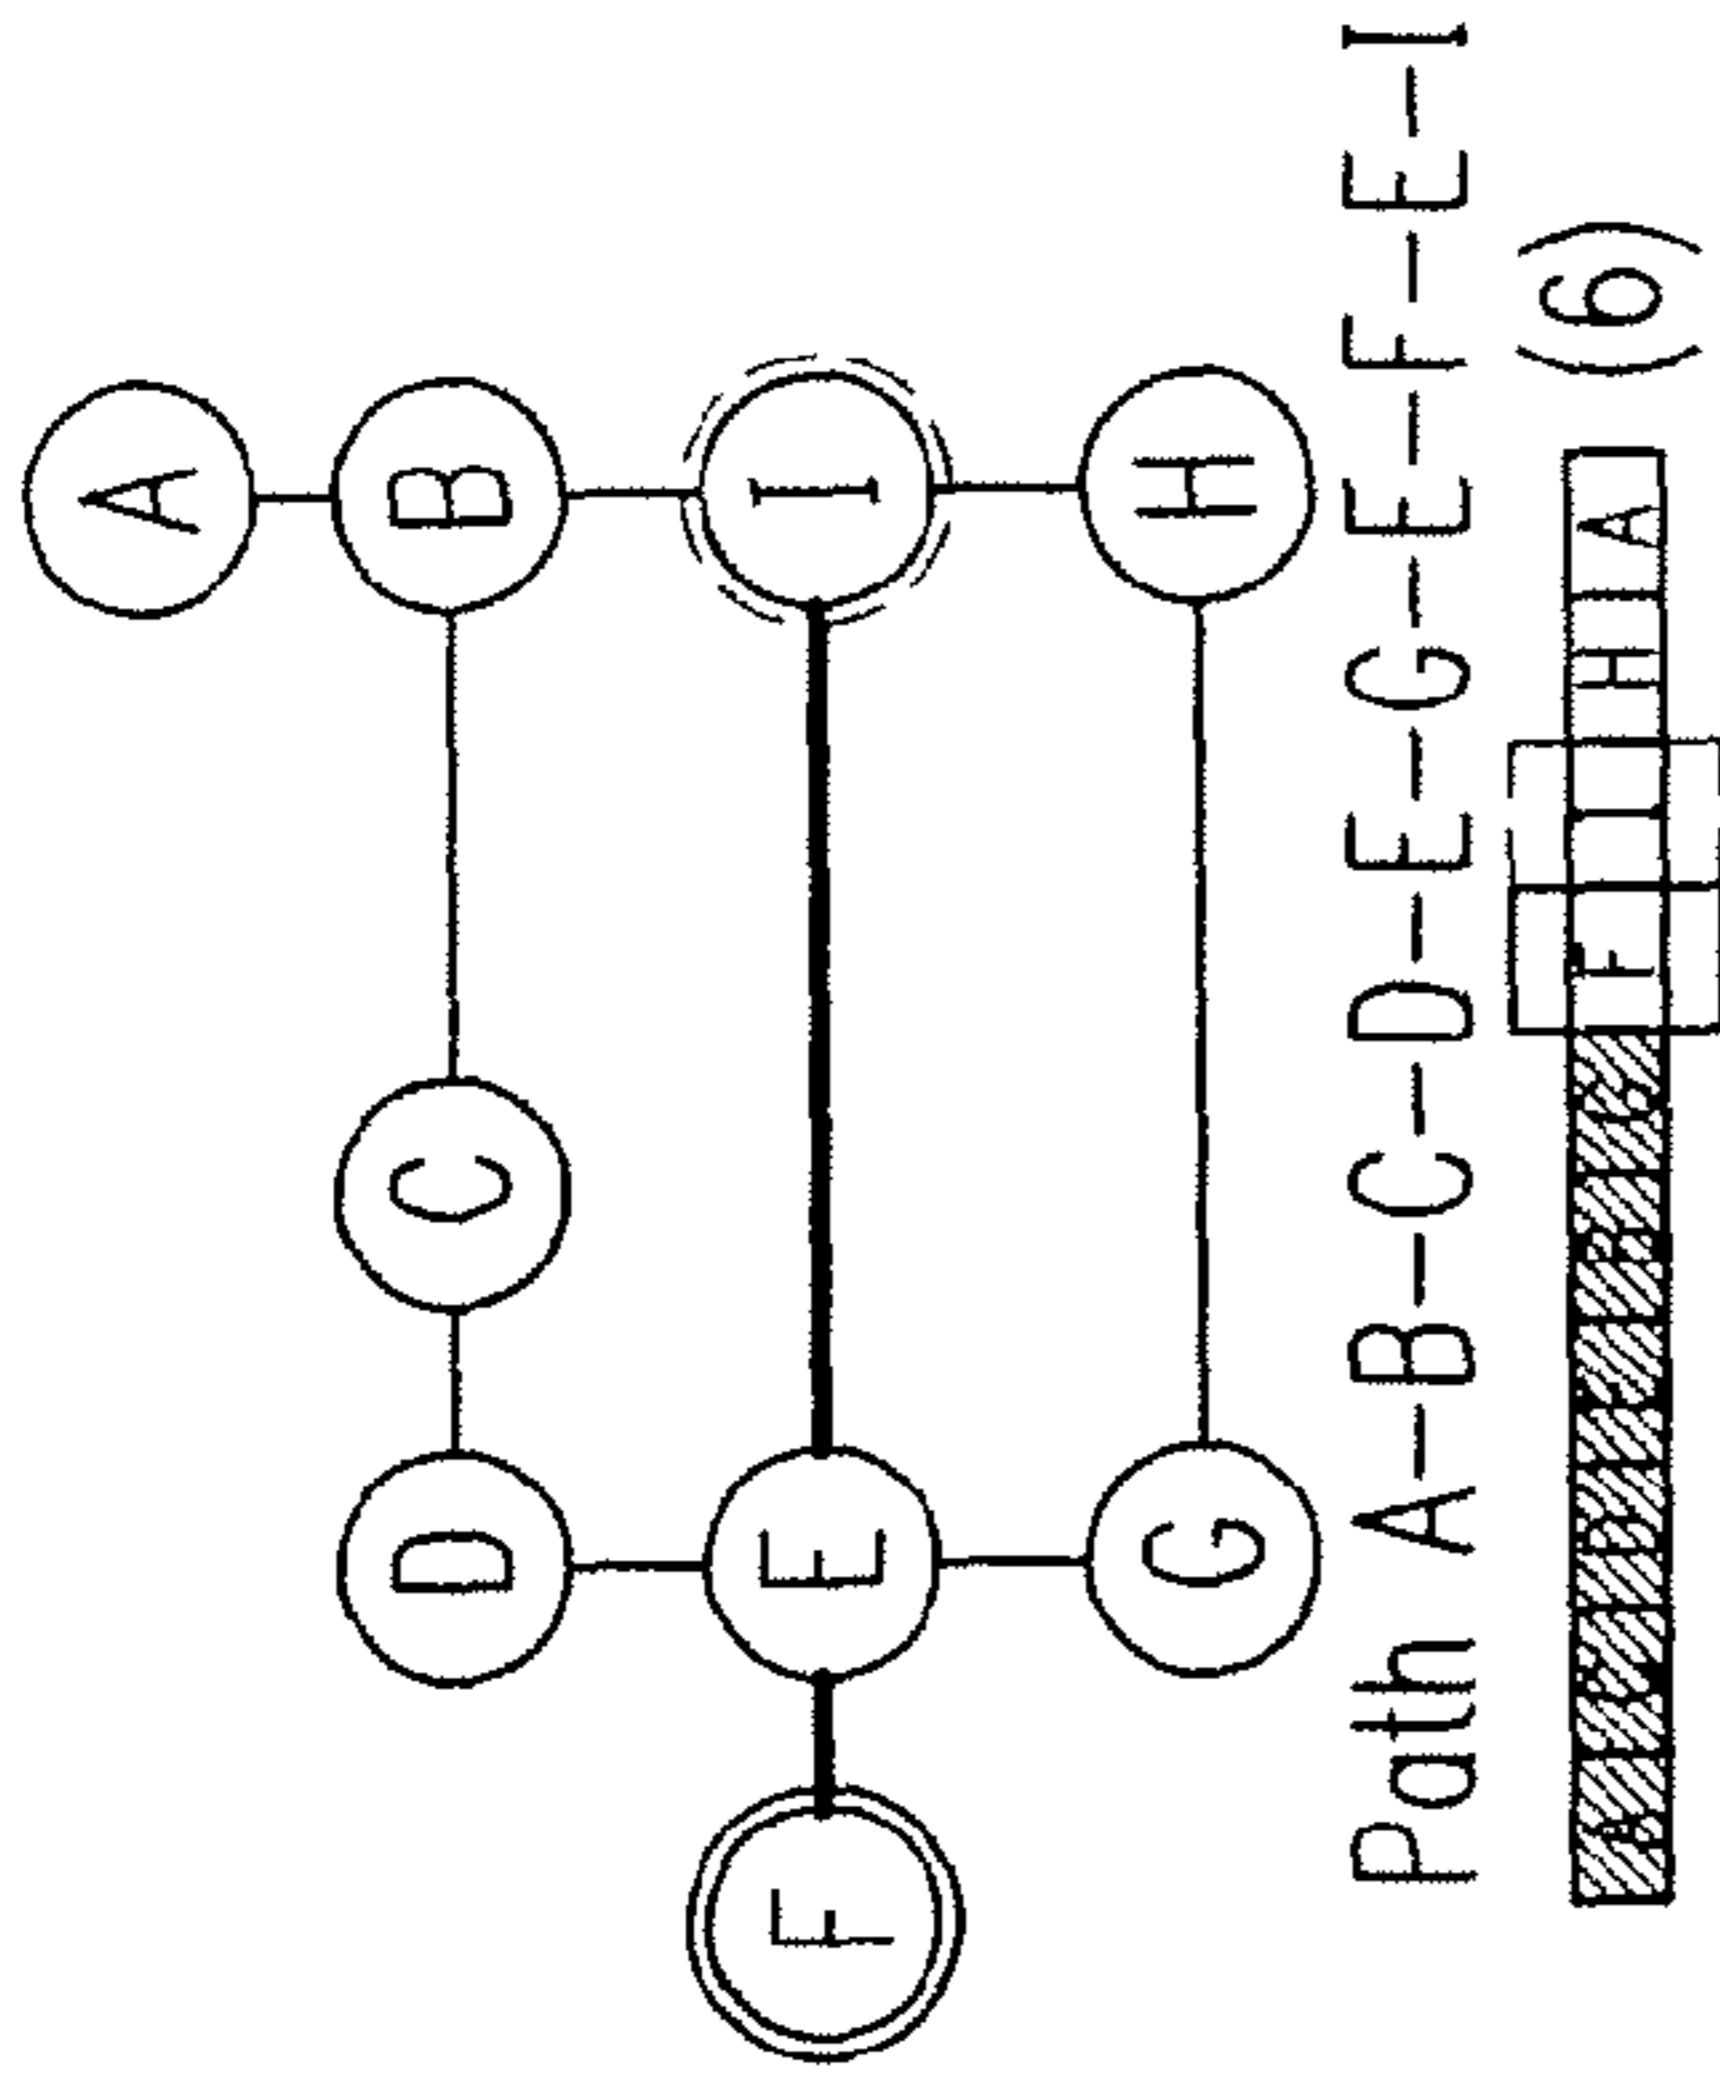 A
D C B
F E I
G H
Path A-B-C-D-E-G-E-F-E-I
F I H A (6)